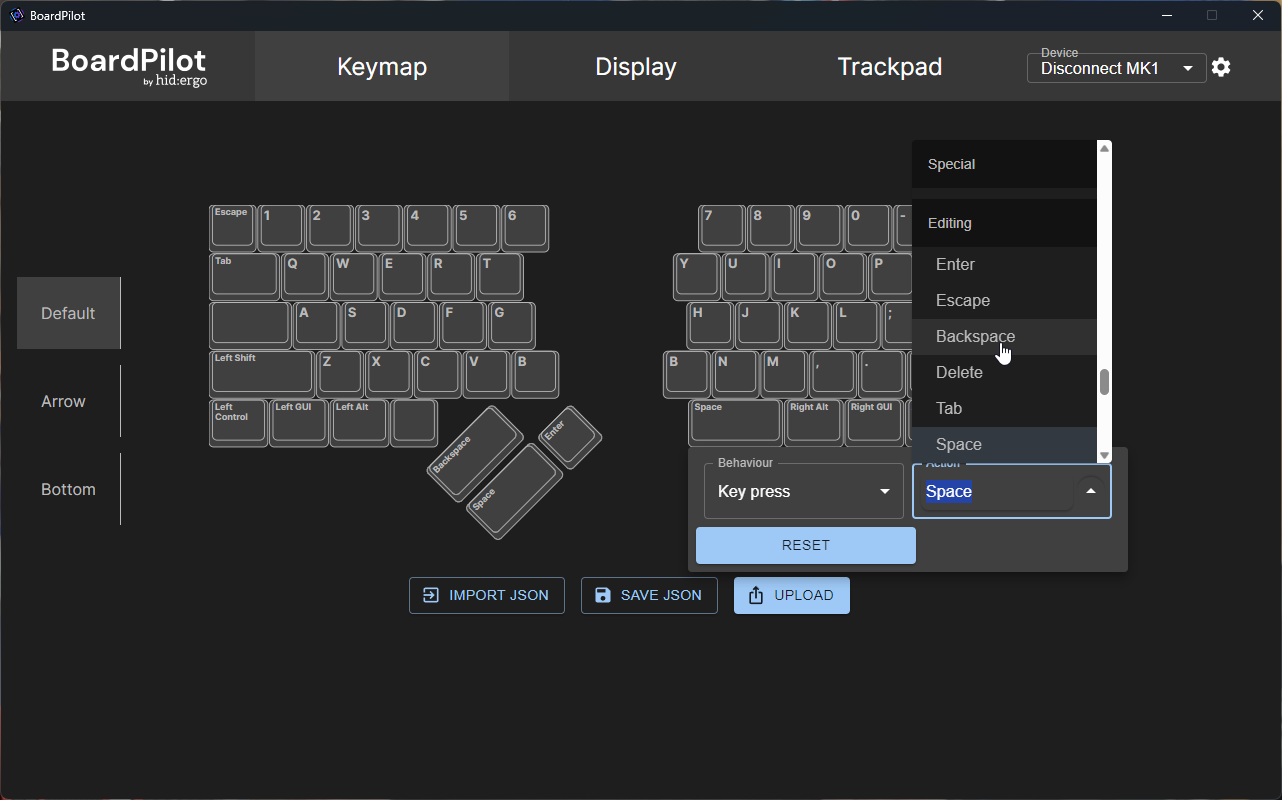 BoardPilot
BoardPilot
by hid:ergo
Keymap
Display
Trackpad
Device
Disconnect MK1
Default
Arrow
Bottom
Escape 1 2 3 4 5 6
Tab Q W E R T
A S D F G
Left Shift Z X C V B
Left Control Left GUI Left Alt
Backspace
Enter
Space
7 8 9 0 -
Y U I O P
H J K L ;
B N M , .
Space Right Alt Right GUI
Special
Editing
Enter
Escape
Backspace
Delete
Tab
Space
Behaviour
Key press
Action
Space
RESET
IMPORT JSON
SAVE JSON
UPLOAD